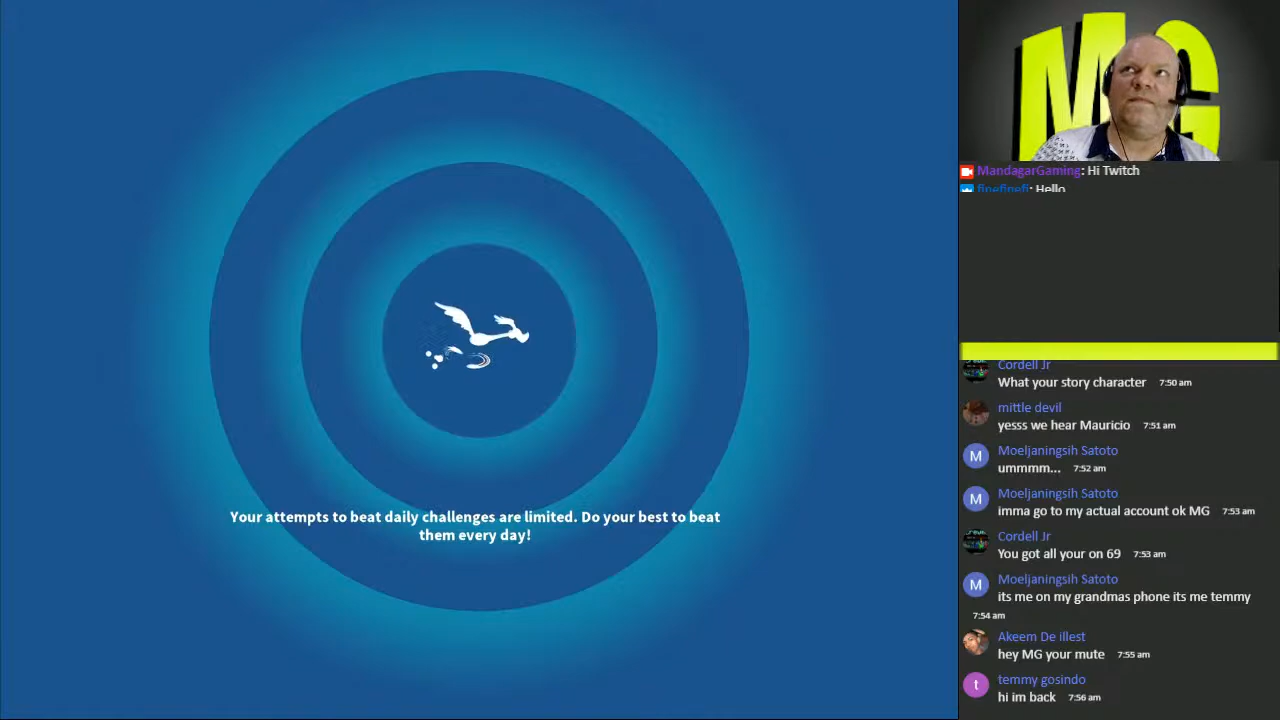 MG
MandagarGaming: Hi Twitch
finefinefi: Hello
Your attempts to beat daily challenges are limited. Do your best to beat
them every day!
Cordell Jr
What your story character 7:50 am
mittle devil
yesss we hear Mauricio 7:51 am
M
Moeljaningsih Satoto
ummmm... 7:52 am
M
Moeljaningsih Satoto
imma go to my actual account ok MG 7:53 am
Cordell Jr
You got all your on 69 7:53 am
M
Moeljaningsih Satoto
its me on my grandmas phone its me temmy
7:54 am
Akeem De illest
hey MG your mute 7:55 am
t
temmy gosindo
hi im back 7:56 am